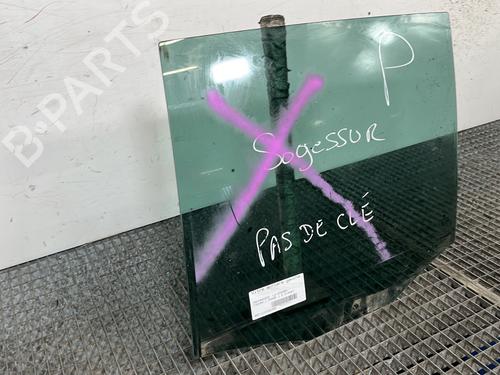 B-PARTS
P
Sogessur
PAS DE CLÉ